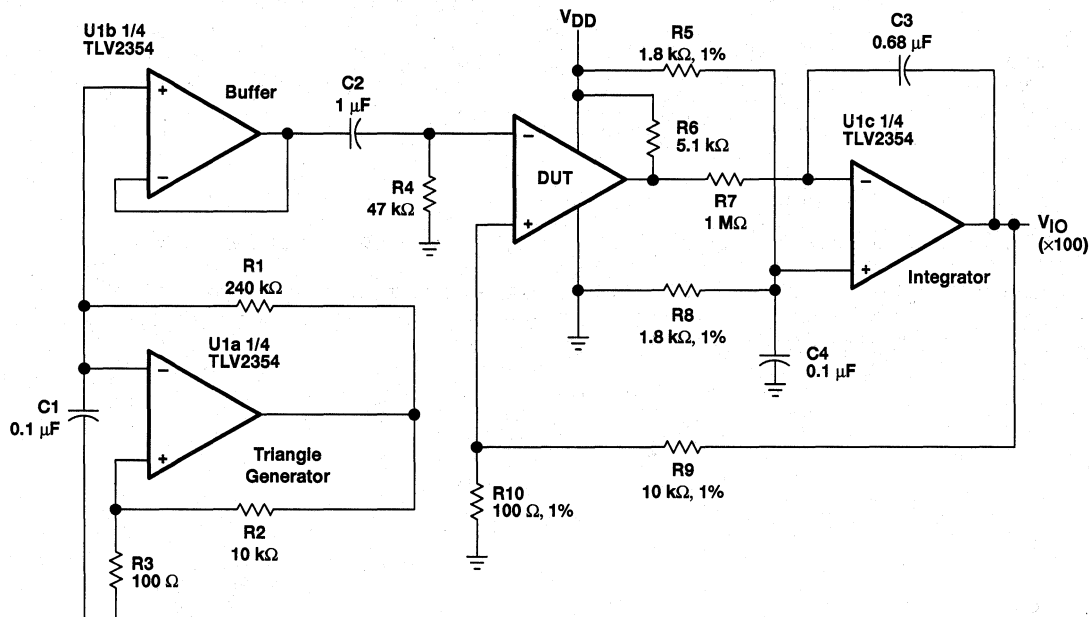 U1b 1/4
TLV2354
Buffer
+
−
C2
1 μF
R4
47 kΩ
VDD
R5
1.8 kΩ, 1%
R6
5.1 kΩ
DUT
−
+
R7
1 MΩ
C3
0.68 μF
U1c 1/4
TLV2354
−
+
Integrator
VIO
(×100)
R8
1.8 kΩ, 1%
C4
0.1 μF
R1
240 kΩ
U1a 1/4
TLV2354
−
+
C1
0.1 μF
Triangle
Generator
R2
10 kΩ
R3
100 Ω
R9
10 kΩ, 1%
R10
100 Ω, 1%